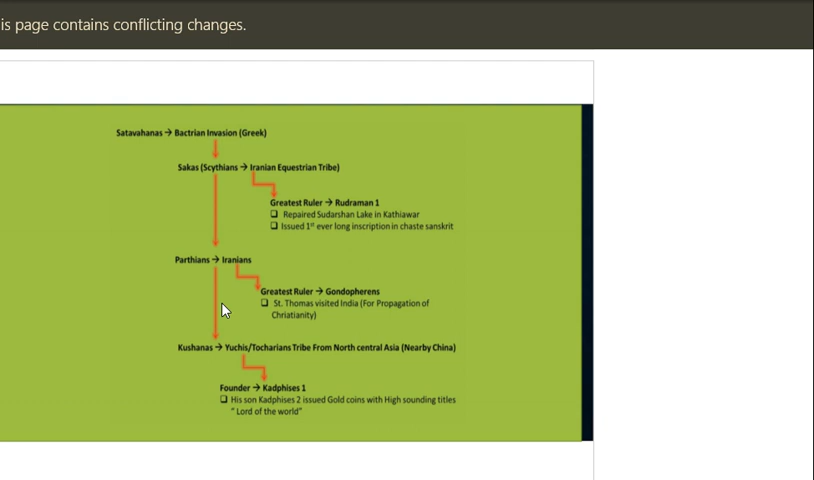 is page contains conflicting changes.
Satavahanas → Bactrian Invasion (Greek)
Sakas (Scythians → Iranian Equestrian Tribe)
Greatest Ruler → Rudraman 1
❑ Repaired Sudarshan Lake in Kathiawar
❑ Issued 1st ever long inscription in chaste sanskrit
Parthians → Iranians
Greatest Ruler → Gondopherens
❑ St. Thomas visited India (For Propagation of
Chriatianity)
Kushanas → Yuchis/Tocharians Tribe From North central Asia (Nearby China)
Founder → Kadphises 1
❑ His son Kadphises 2 issued Gold coins with High sounding titles
" Lord of the world"